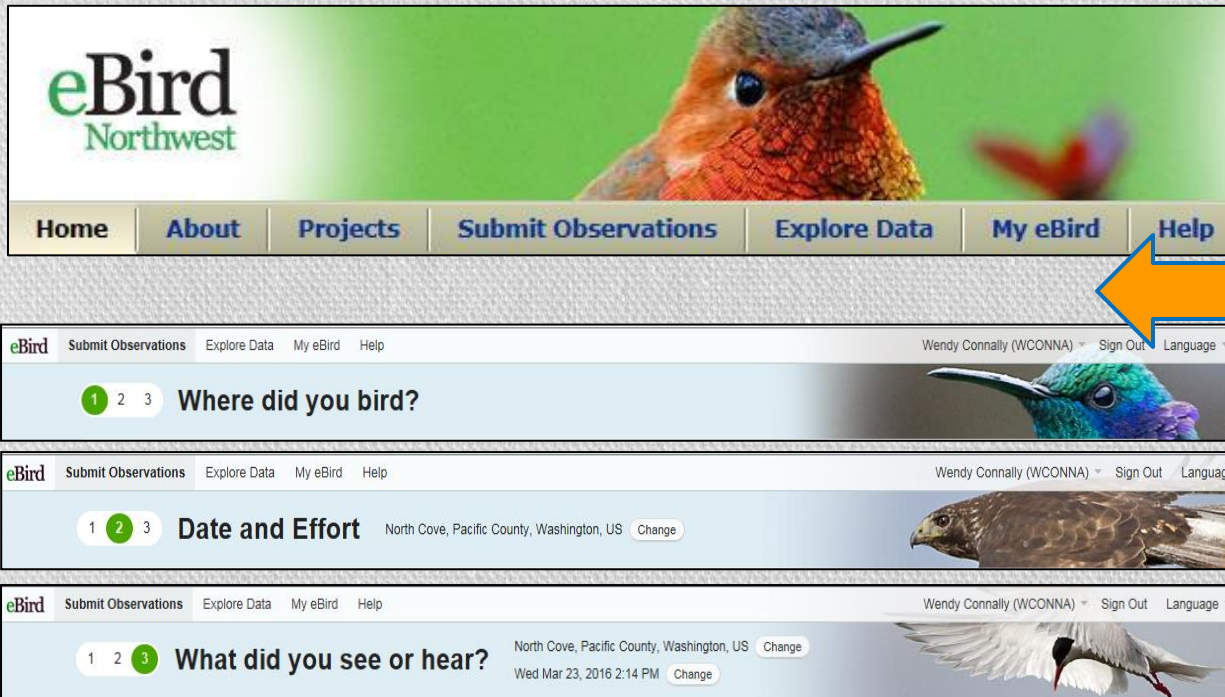 eBird
Northwest
Home About Projects Submit Observations Explore Data My eBird Help
eBird Submit Observations Explore Data My eBird Help Wendy Connally (WCONNA) Sign Out Language
1 2 3 Where did you bird?
eBird Submit Observations Explore Data My eBird Help Wendy Connally (WCONNA) Sign Out Languag
1 2 3 Date and Effort North Cove, Pacific County, Washington, US Change
eBird Submit Observations Explore Data My eBird Help Wendy Connally (WCONNA) Sign Out Language
1 2 3 What did you see or hear? North Cove, Pacific County, Washington, US Change
Wed Mar 23, 2016 2:14 PM Change